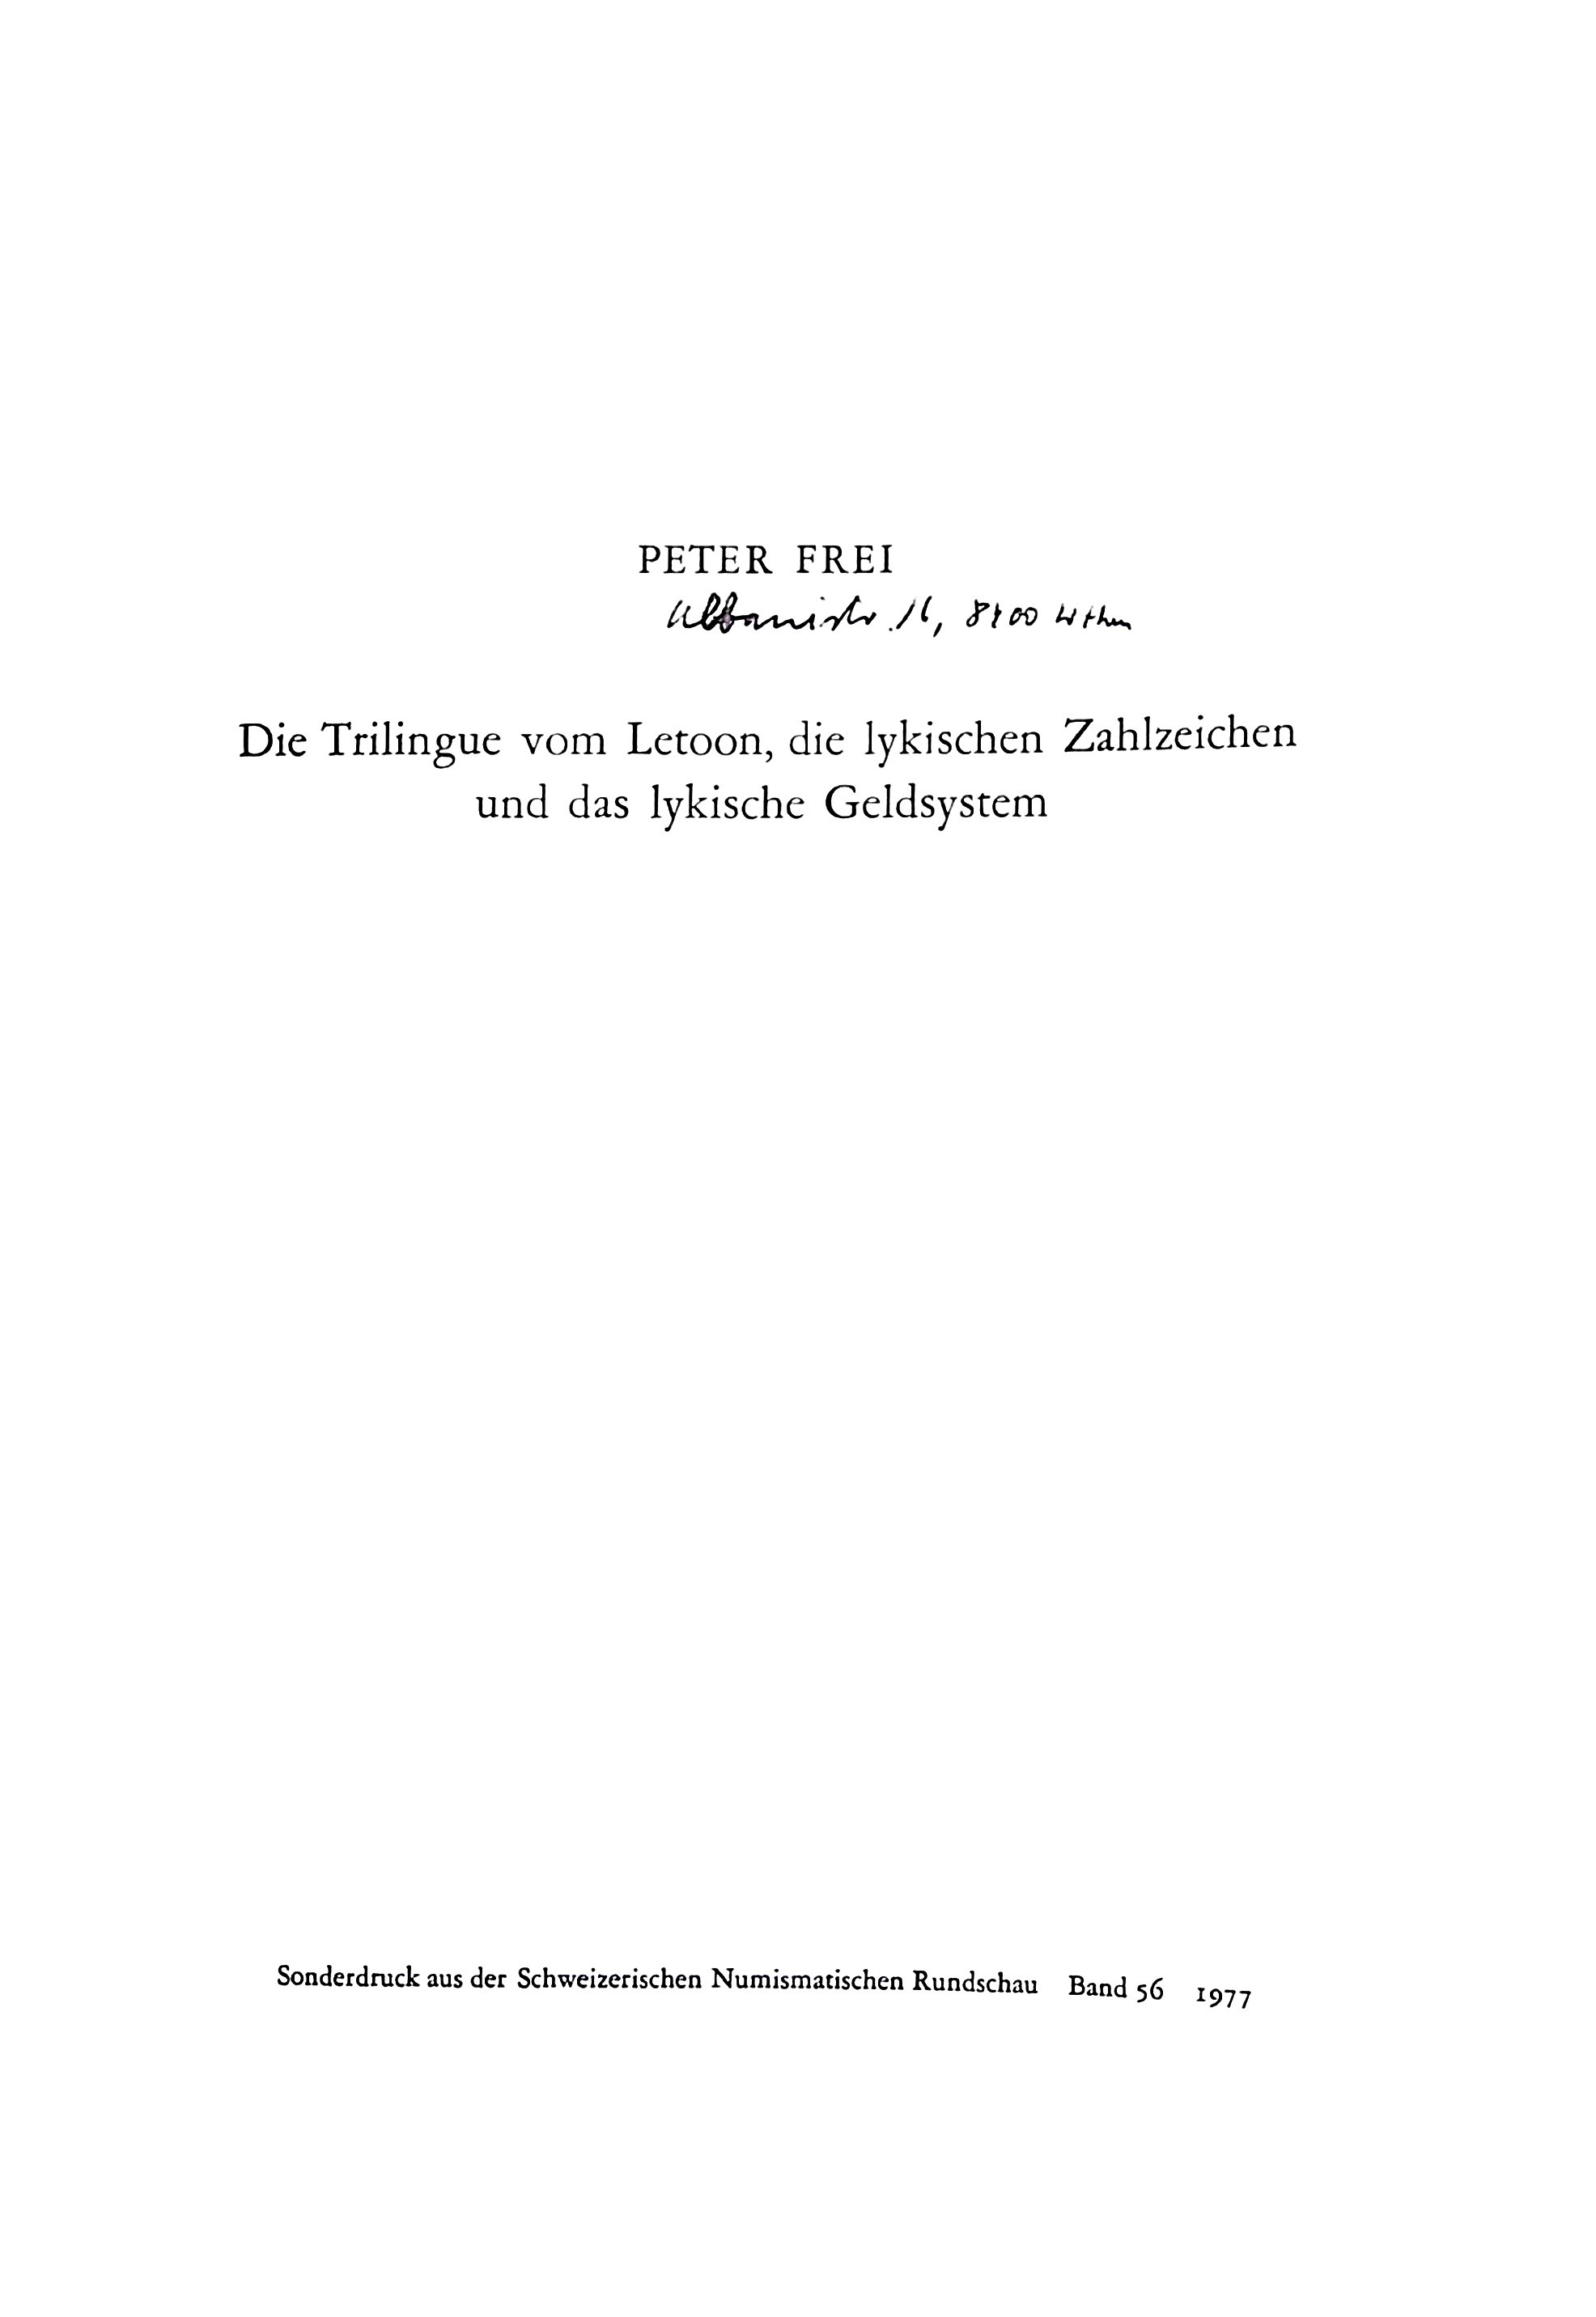 PETER FREI
Albanistr. 16, 8400 Wthur
Die Trilingue vom Letoon, die lykischen Zahlzeichen
und das lykische Geldsystem
Sonderdruck aus der Schweizerischen Numismatischen Rundschau Band 56 1977